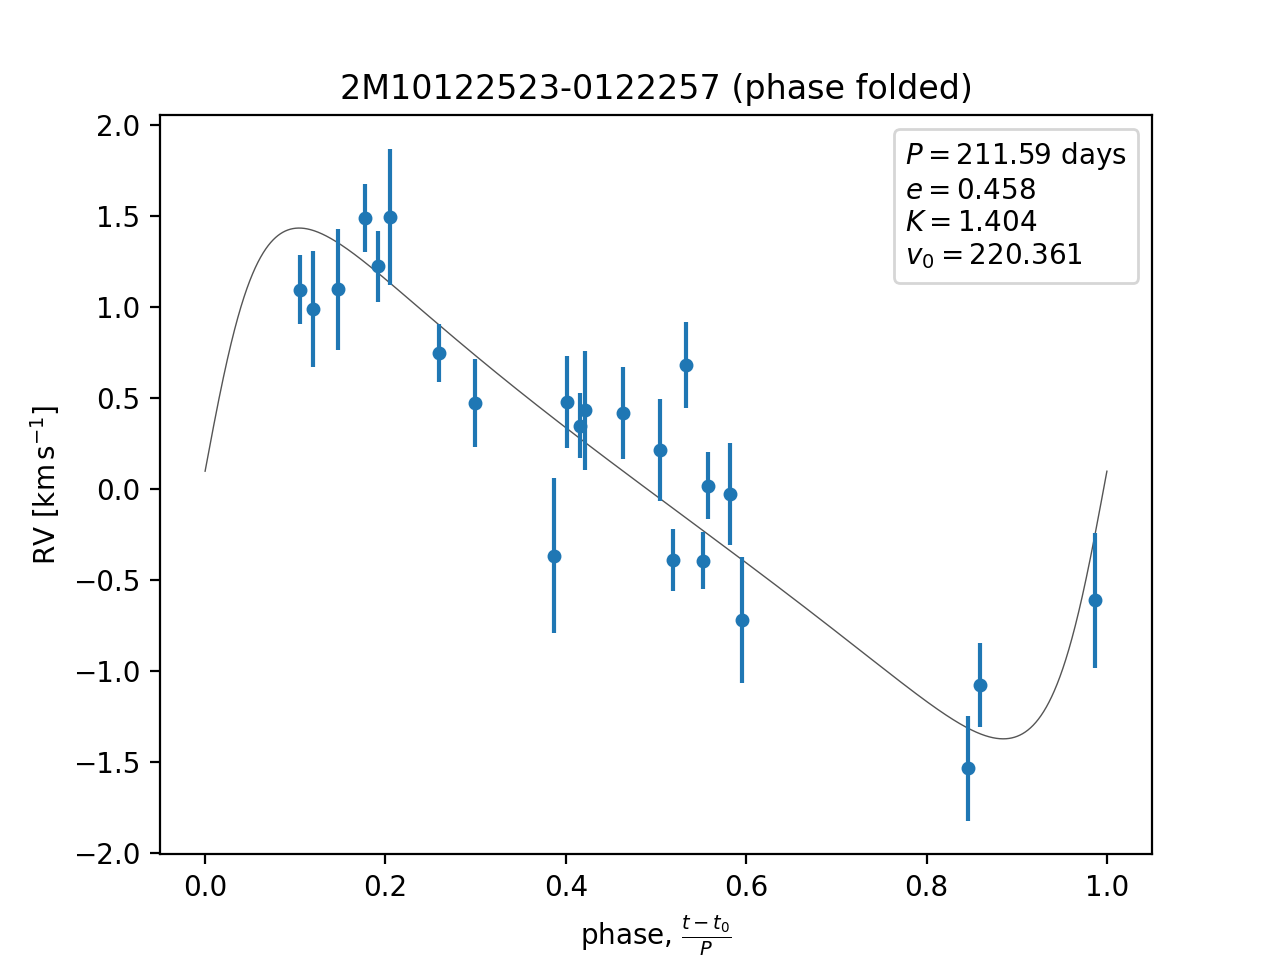 2M10122523-0122257 (phase folded)
P = 211.59 days
e = 0.458
K = 1.404
v₀ = 220.361
RV [km s⁻¹]
2.0
1.5
1.0
0.5
0.0
−0.5
−1.0
−1.5
−2.0
0.0 0.2 0.4 0.6 0.8 1.0
phase, (t − t₀)/P